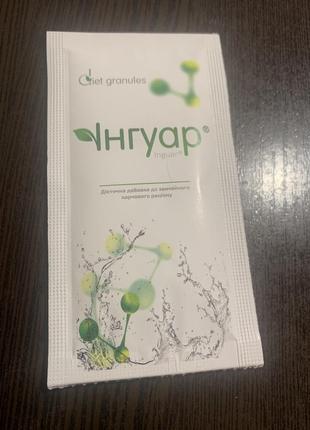 Diet granules
Інгуар®
Inguar
Дієтична добавка до звичайного
харчового раціону